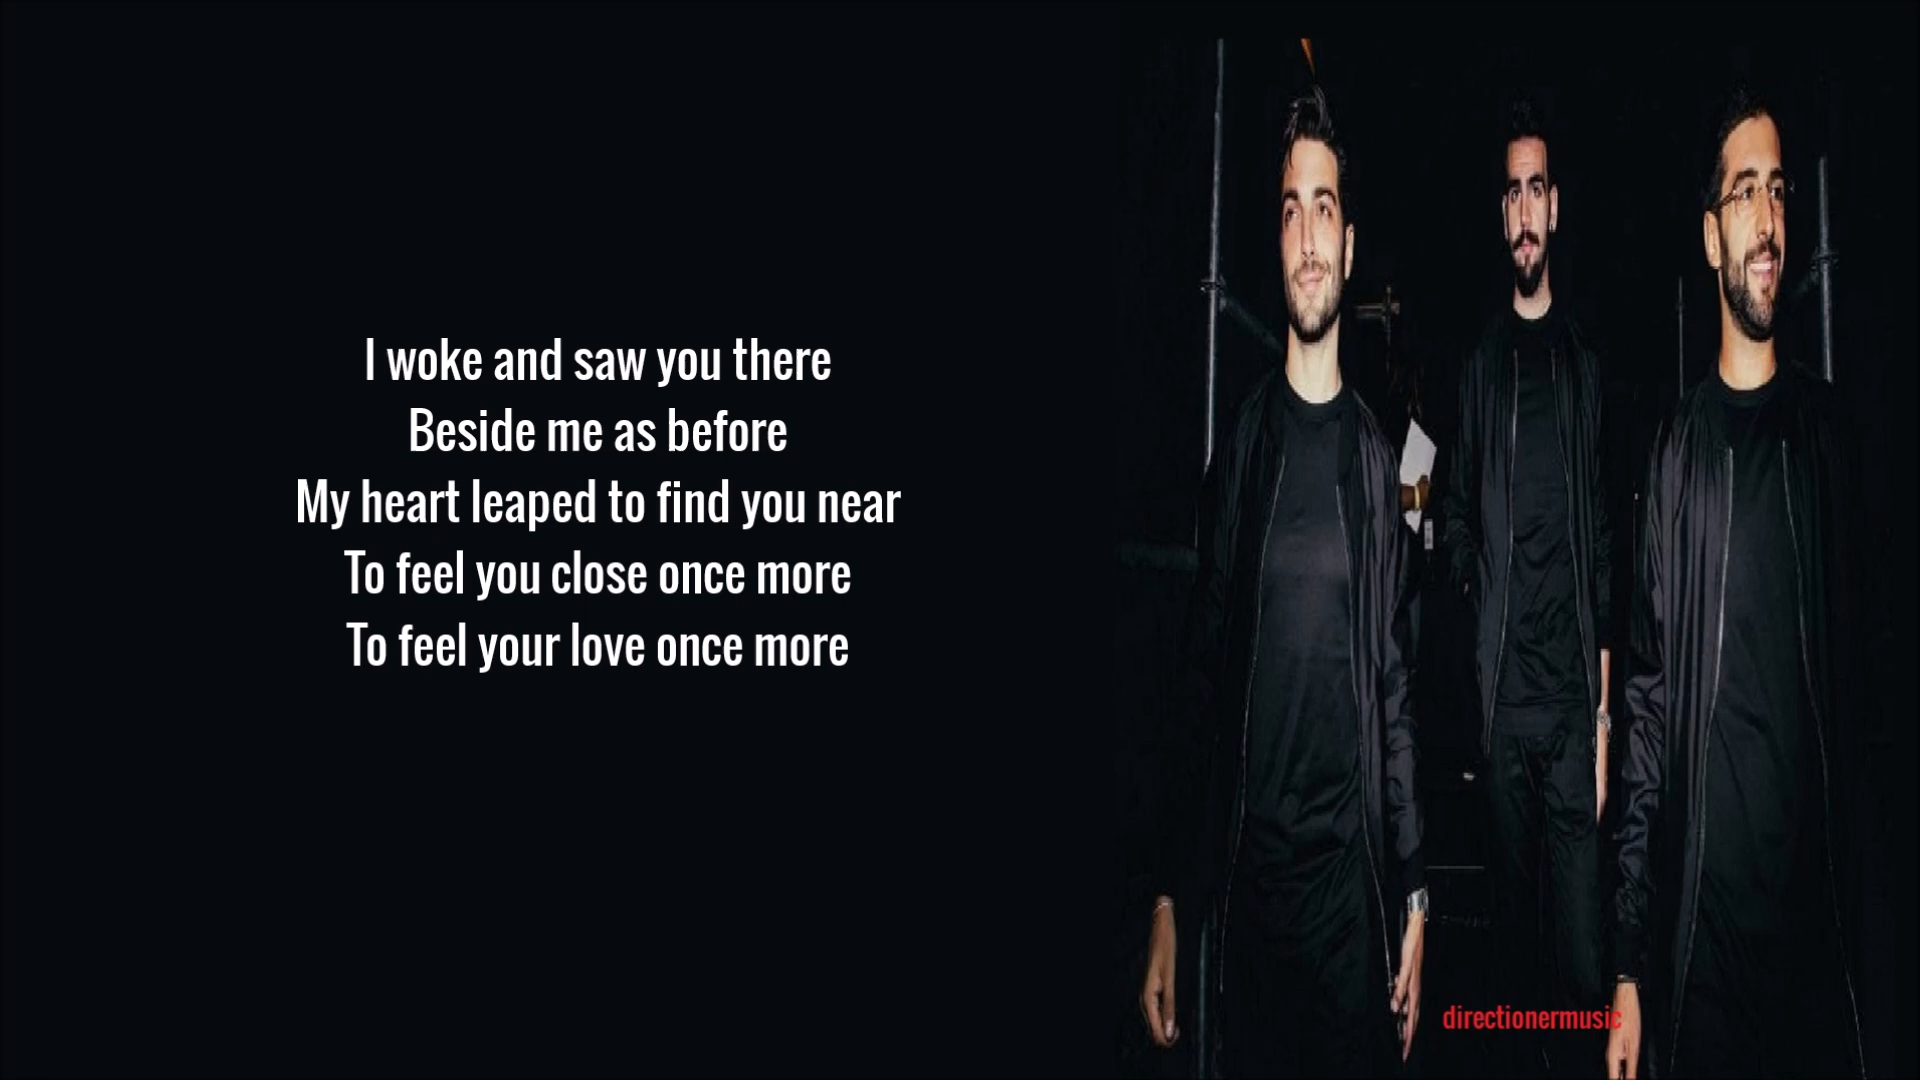 I woke and saw you there
Beside me as before
My heart leaped to find you near
To feel you close once more
To feel your love once more
directionermusic